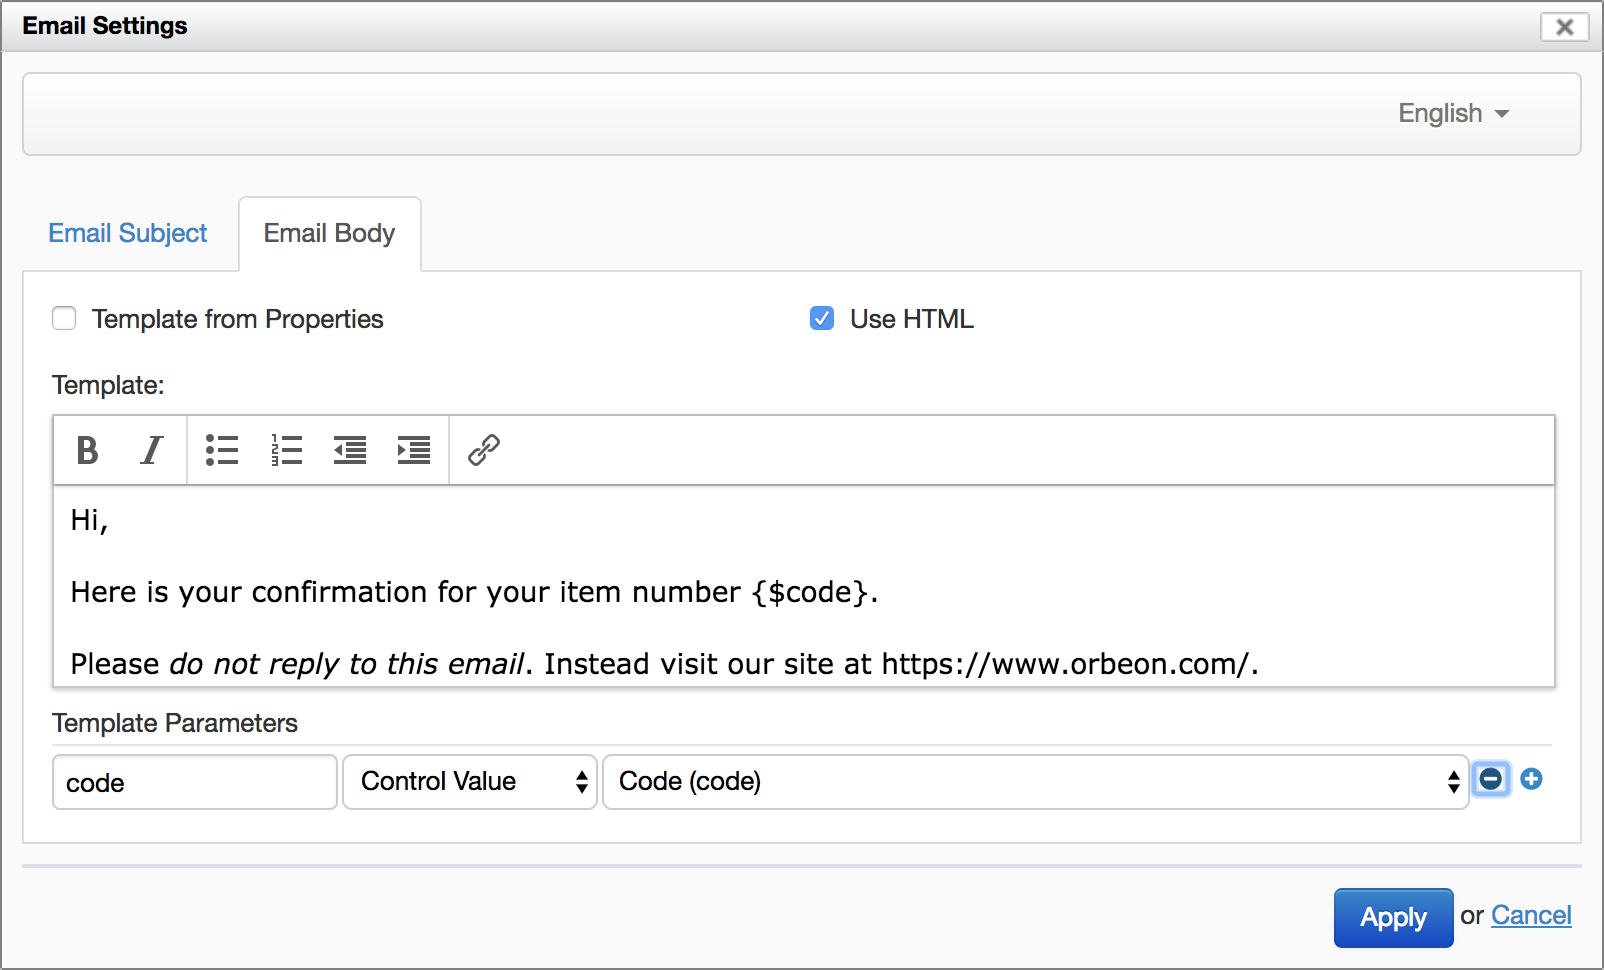 Email Settings
English
Email Subject
Email Body
Template from Properties
Use HTML
Template:
B I
Hi,
Here is your confirmation for your item number {$code}.
Please do not reply to this email. Instead visit our site at https://www.orbeon.com/.
Template Parameters
code
Control Value
Code (code)
Apply or Cancel